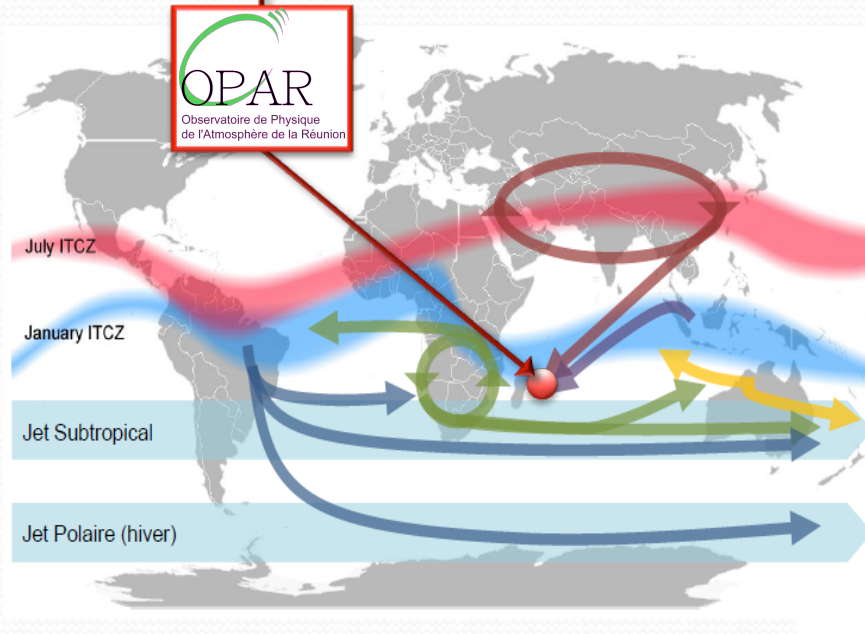 OPAR
Observatoire de Physique
de l'Atmosphère de la Réunion
July ITCZ
January ITCZ
Jet Subtropical
Jet Polaire (hiver)